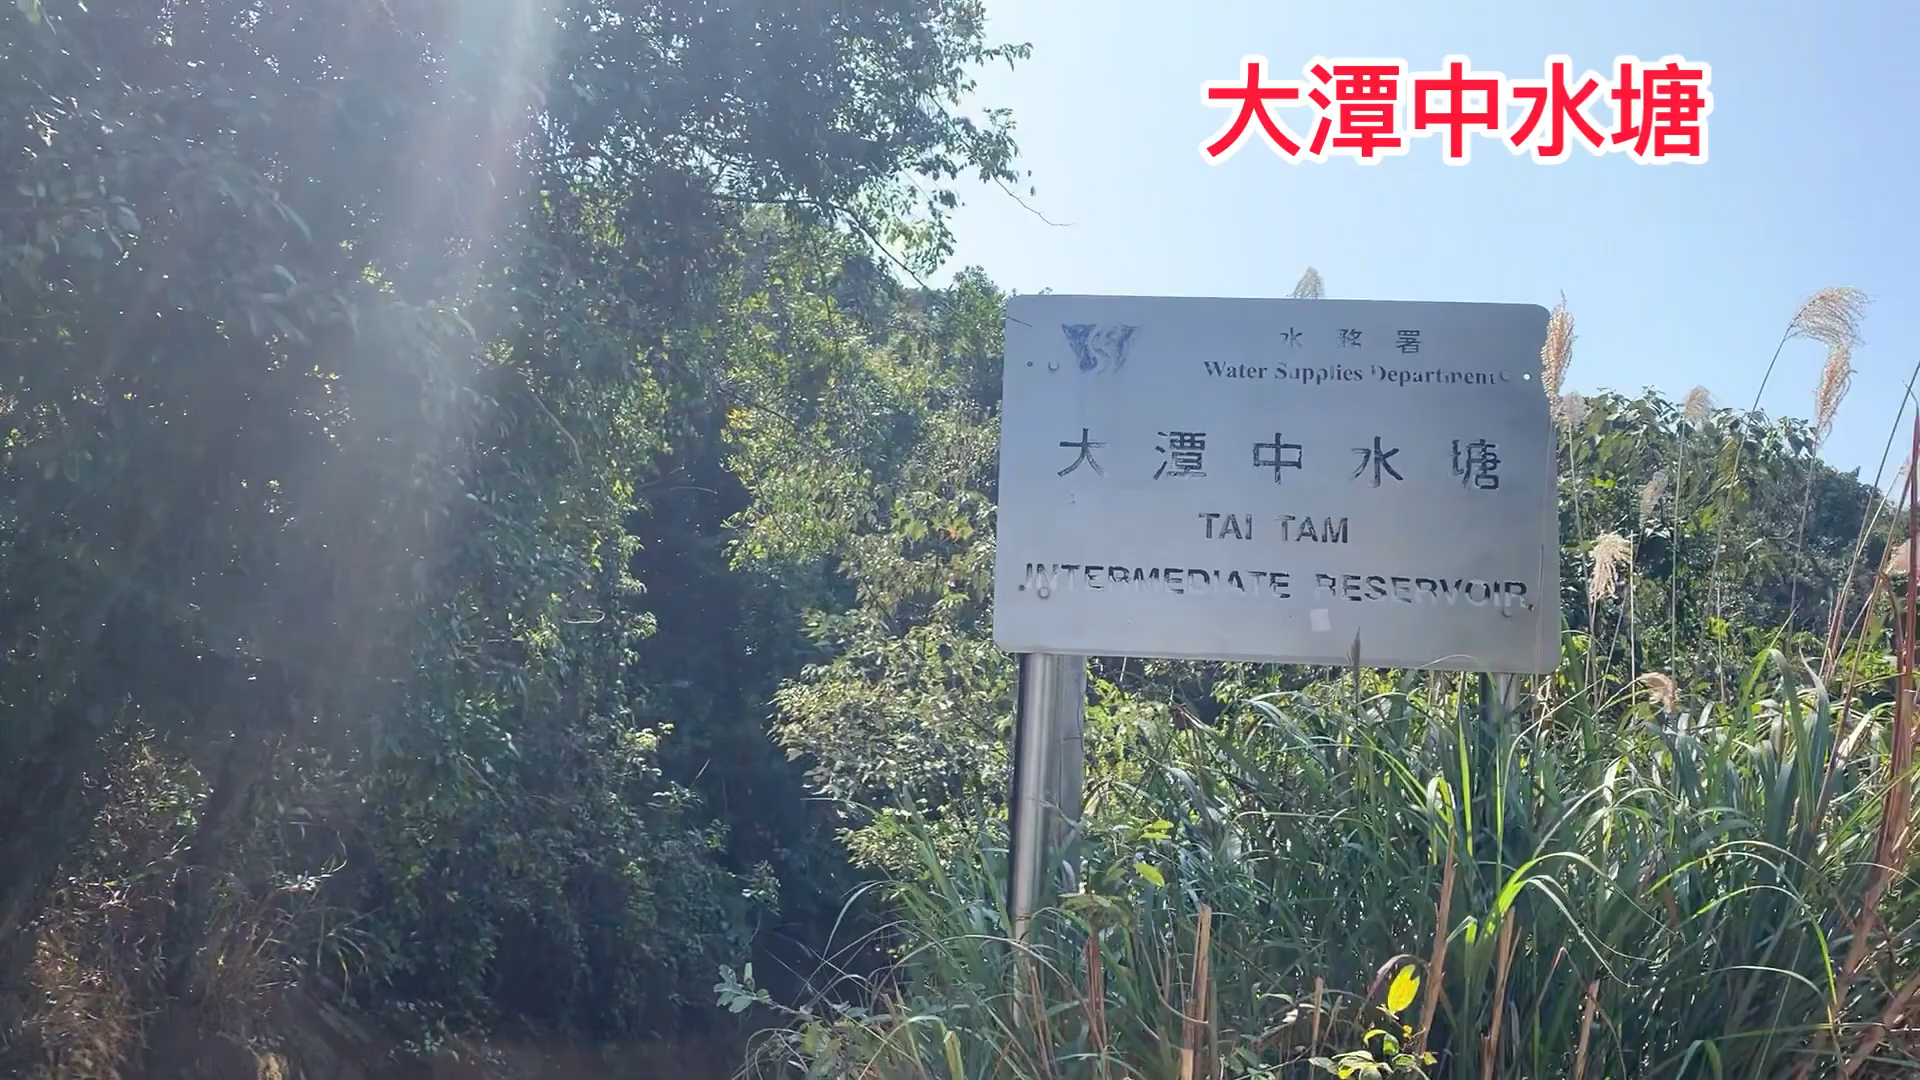 大潭中水塘
水務署
Water Supplies Department
大潭中水塘
TAI TAM
INTERMEDIATE RESERVOIR